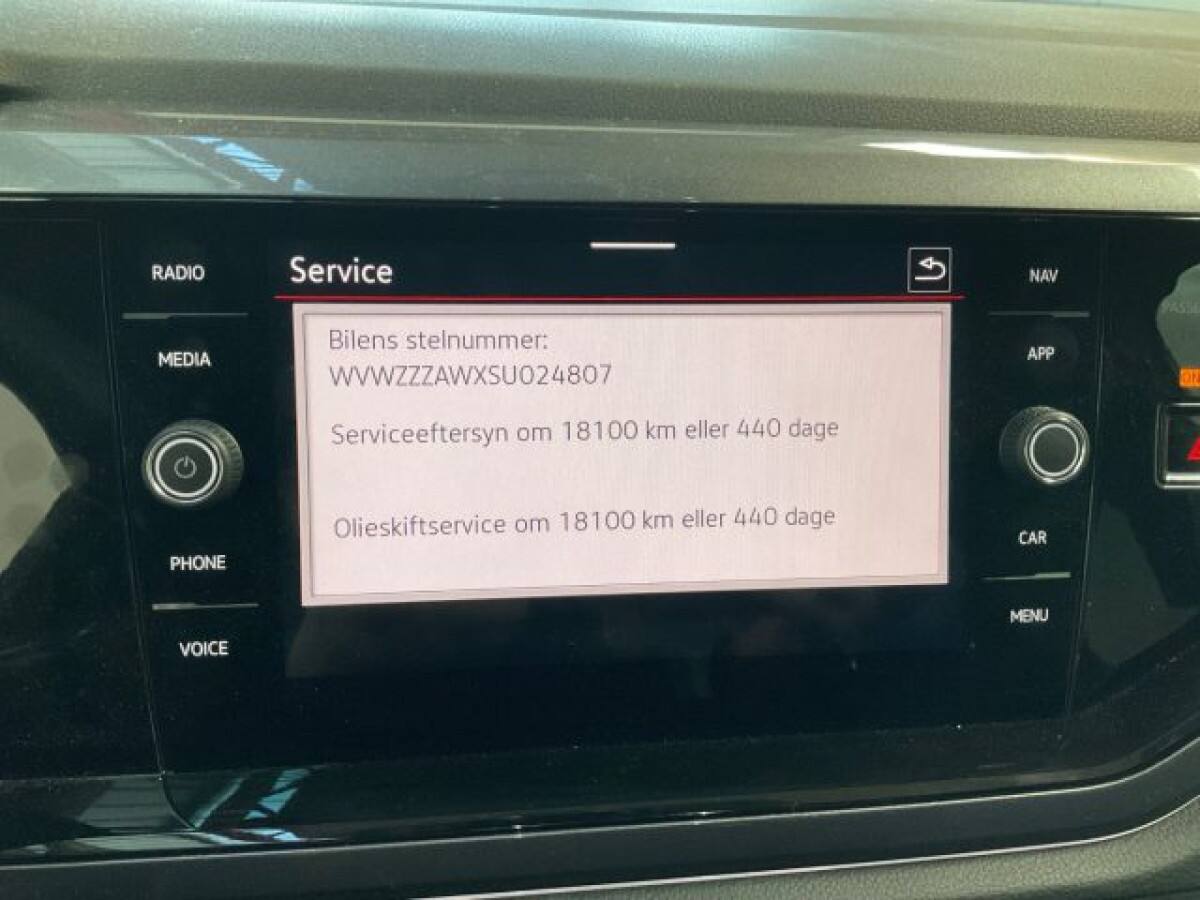 Service
RADIO
MEDIA
PHONE
VOICE
Bilens stelnummer:
WVWZZZAWXSU024807
Serviceeftersyn om 18100 km eller 440 dage
Olieskiftservice om 18100 km eller 440 dage
NAV
APP
CAR
MENU